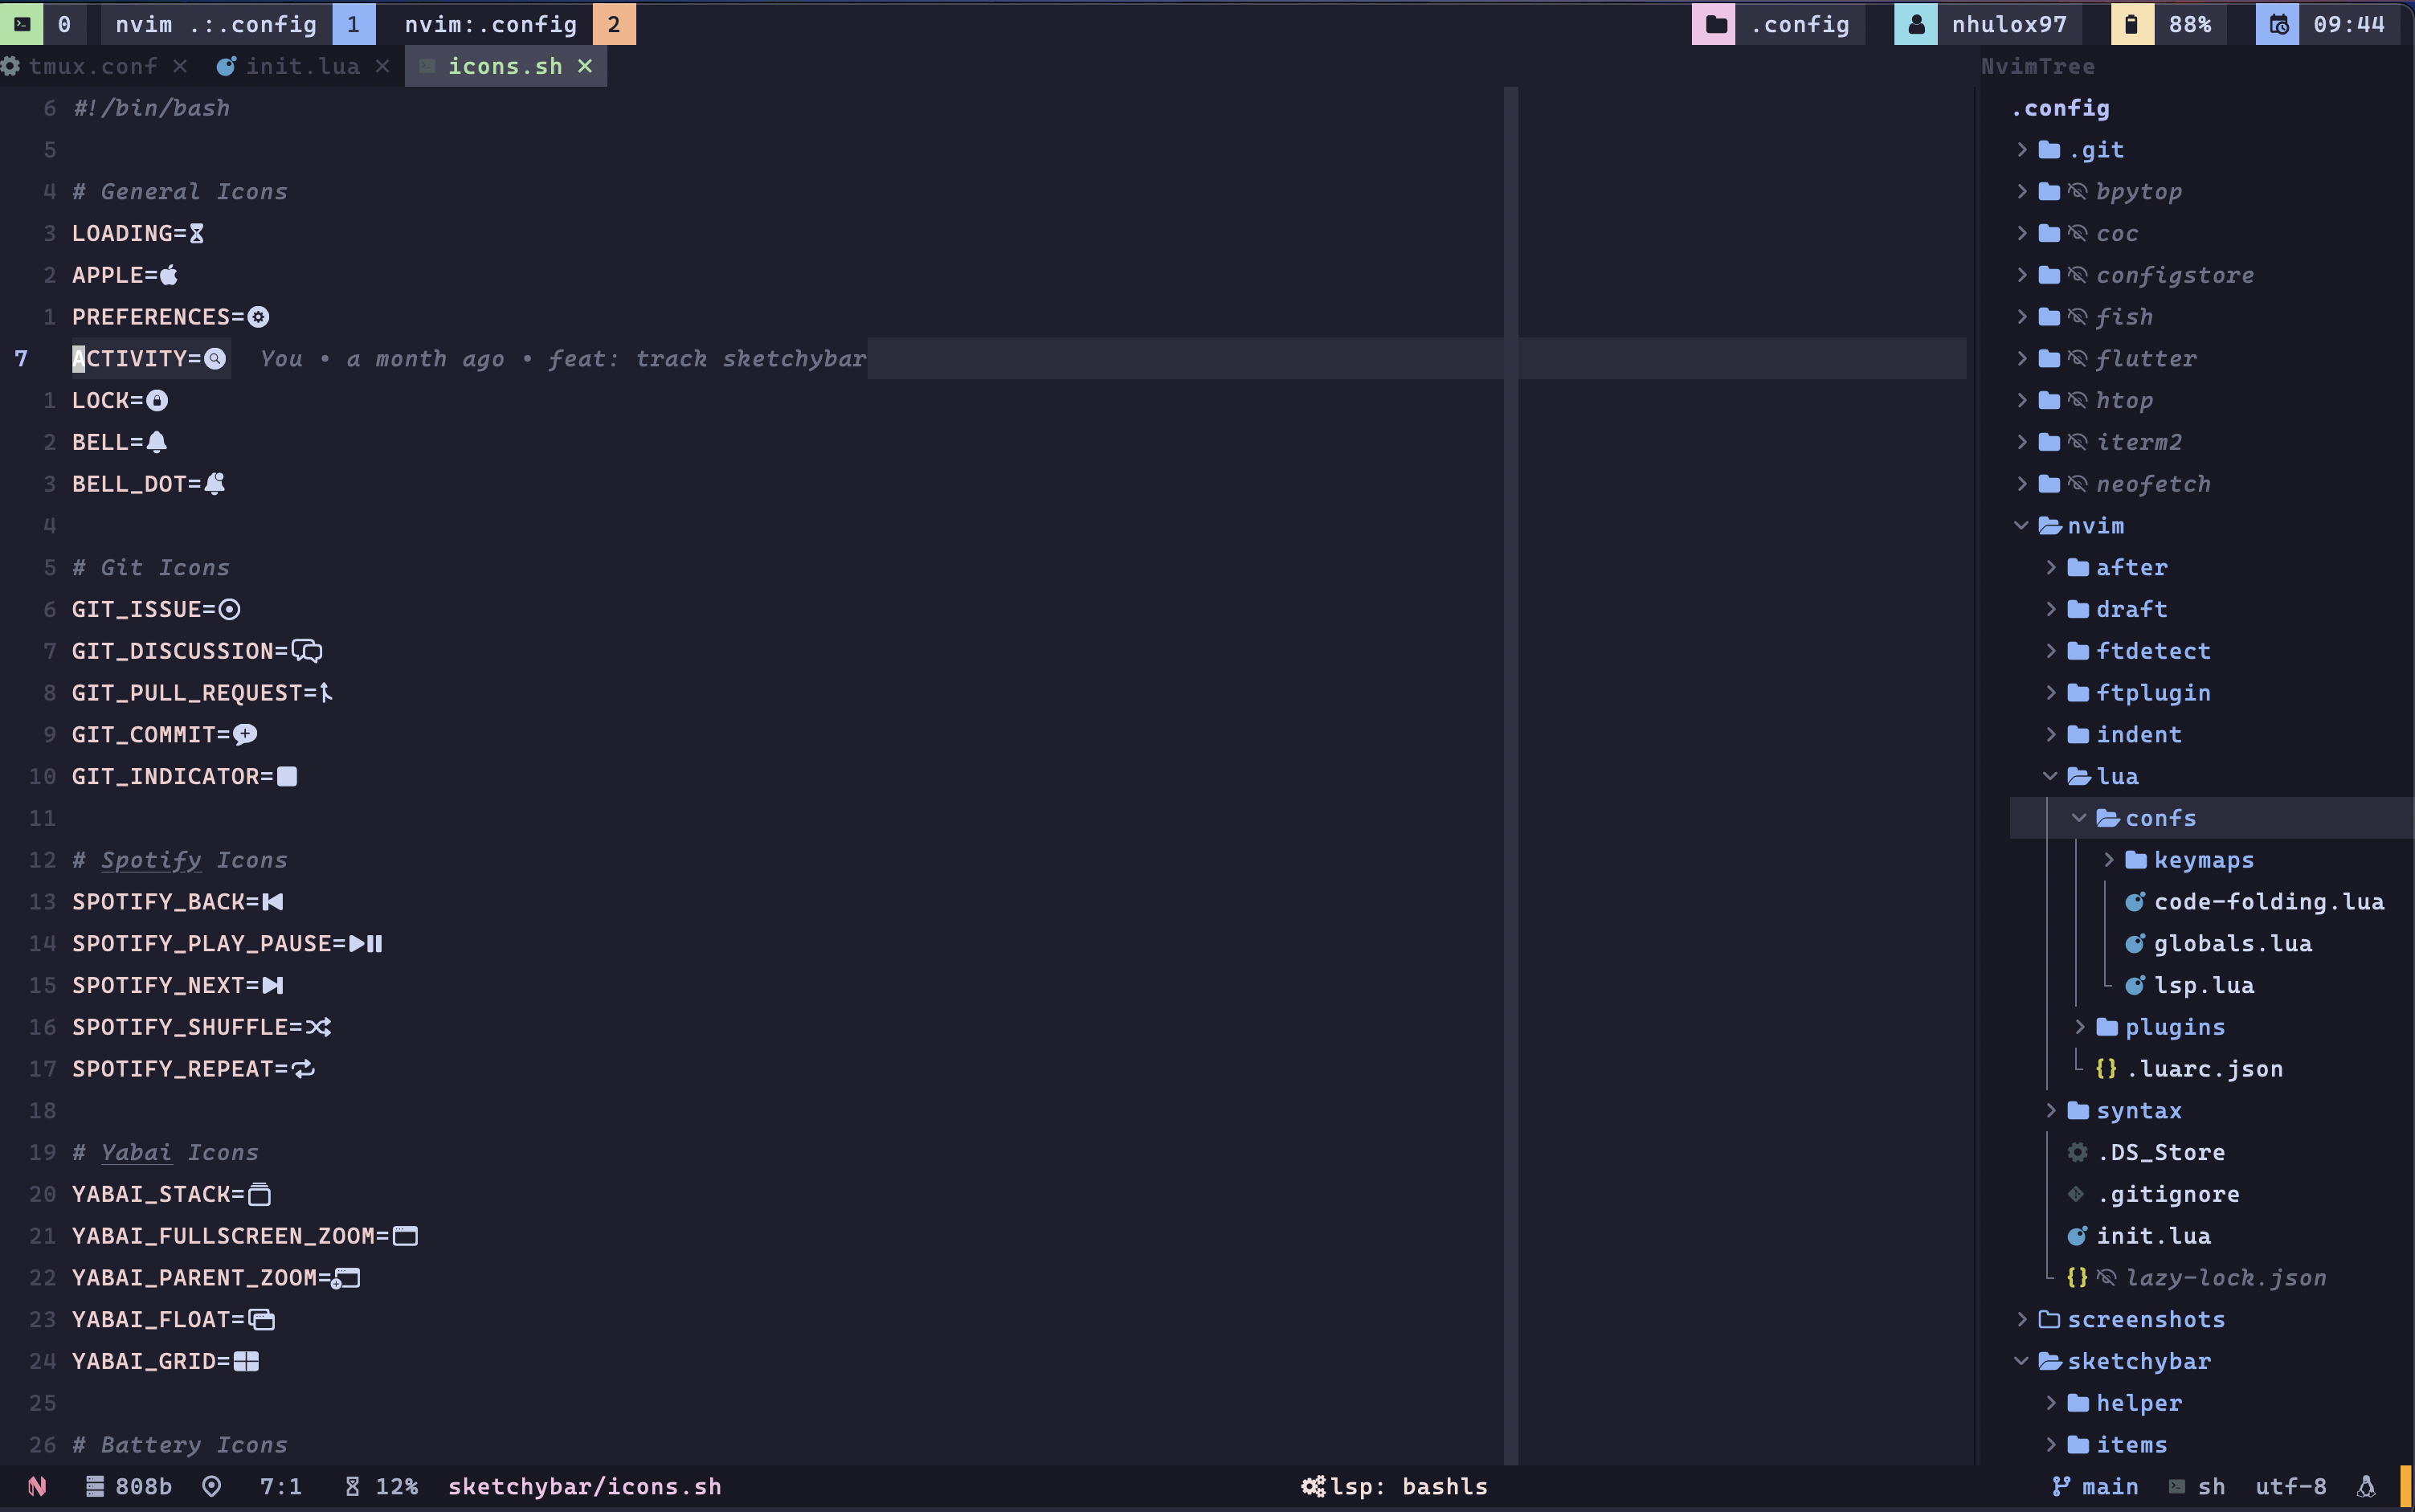 0 nvim .:.config 1 nvim:.config 2 .config nhulox97 88% 09:44
tmux.conf × init.lua × icons.sh × NvimTree
6 #!/bin/bash
5
4 # General Icons
3 LOADING=
2 APPLE=
1 PREFERENCES=
7 ACTIVITY= You • a month ago • feat: track sketchybar
1 LOCK=
2 BELL=
3 BELL_DOT=
4
5 # Git Icons
6 GIT_ISSUE=
7 GIT_DISCUSSION=
8 GIT_PULL_REQUEST=
9 GIT_COMMIT=
10 GIT_INDICATOR=
11
12 # Spotify Icons
13 SPOTIFY_BACK=
14 SPOTIFY_PLAY_PAUSE=
15 SPOTIFY_NEXT=
16 SPOTIFY_SHUFFLE=
17 SPOTIFY_REPEAT=
18
19 # Yabai Icons
20 YABAI_STACK=
21 YABAI_FULLSCREEN_ZOOM=
22 YABAI_PARENT_ZOOM=
23 YABAI_FLOAT=
24 YABAI_GRID=
25
26 # Battery Icons
.config
.git
bpytop
coc
configstore
fish
flutter
htop
iterm2
neofetch
nvim
after
draft
ftdetect
ftplugin
indent
lua
confs
keymaps
code-folding.lua
globals.lua
lsp.lua
plugins
{} .luarc.json
syntax
.DS_Store
.gitignore
init.lua
{} lazy-lock.json
screenshots
sketchybar
helper
items
808b 7:1 12% sketchybar/icons.sh lsp: bashls main sh utf-8